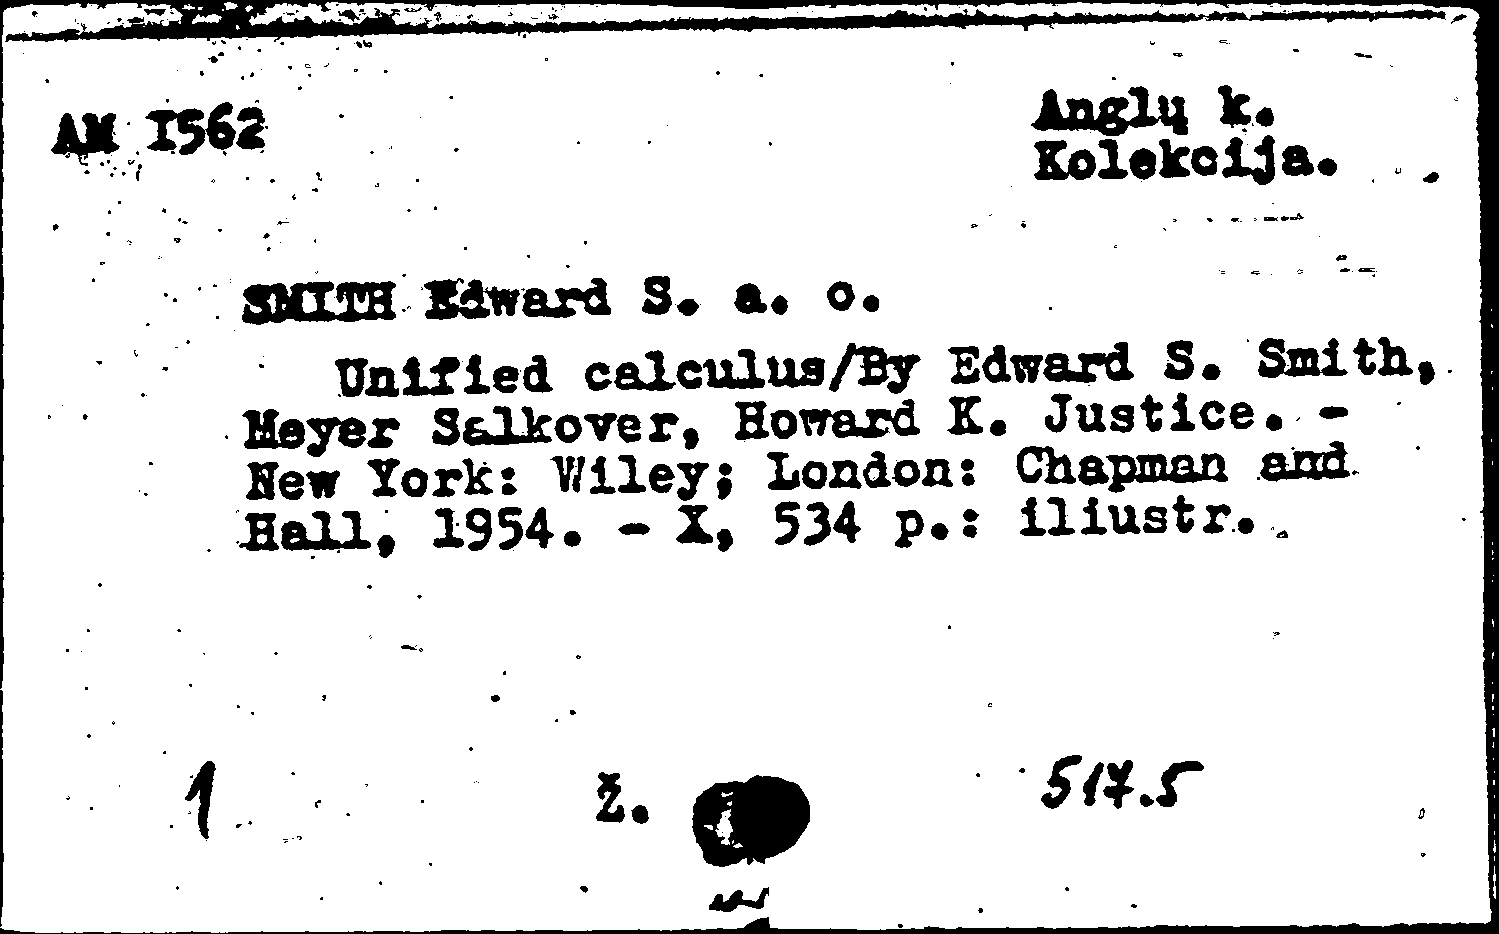 AM I562
Anglų k.
Kolekcija.
SMITH Edward S. a. o.
Unified calculus/By Edward S. Smith,
Meyer Salkover, Howard K. Justice. -
New York: Wiley; London: Chapman and
Hall, 1954. - X, 534 p.: iliustr.
1
Ž.
517.5